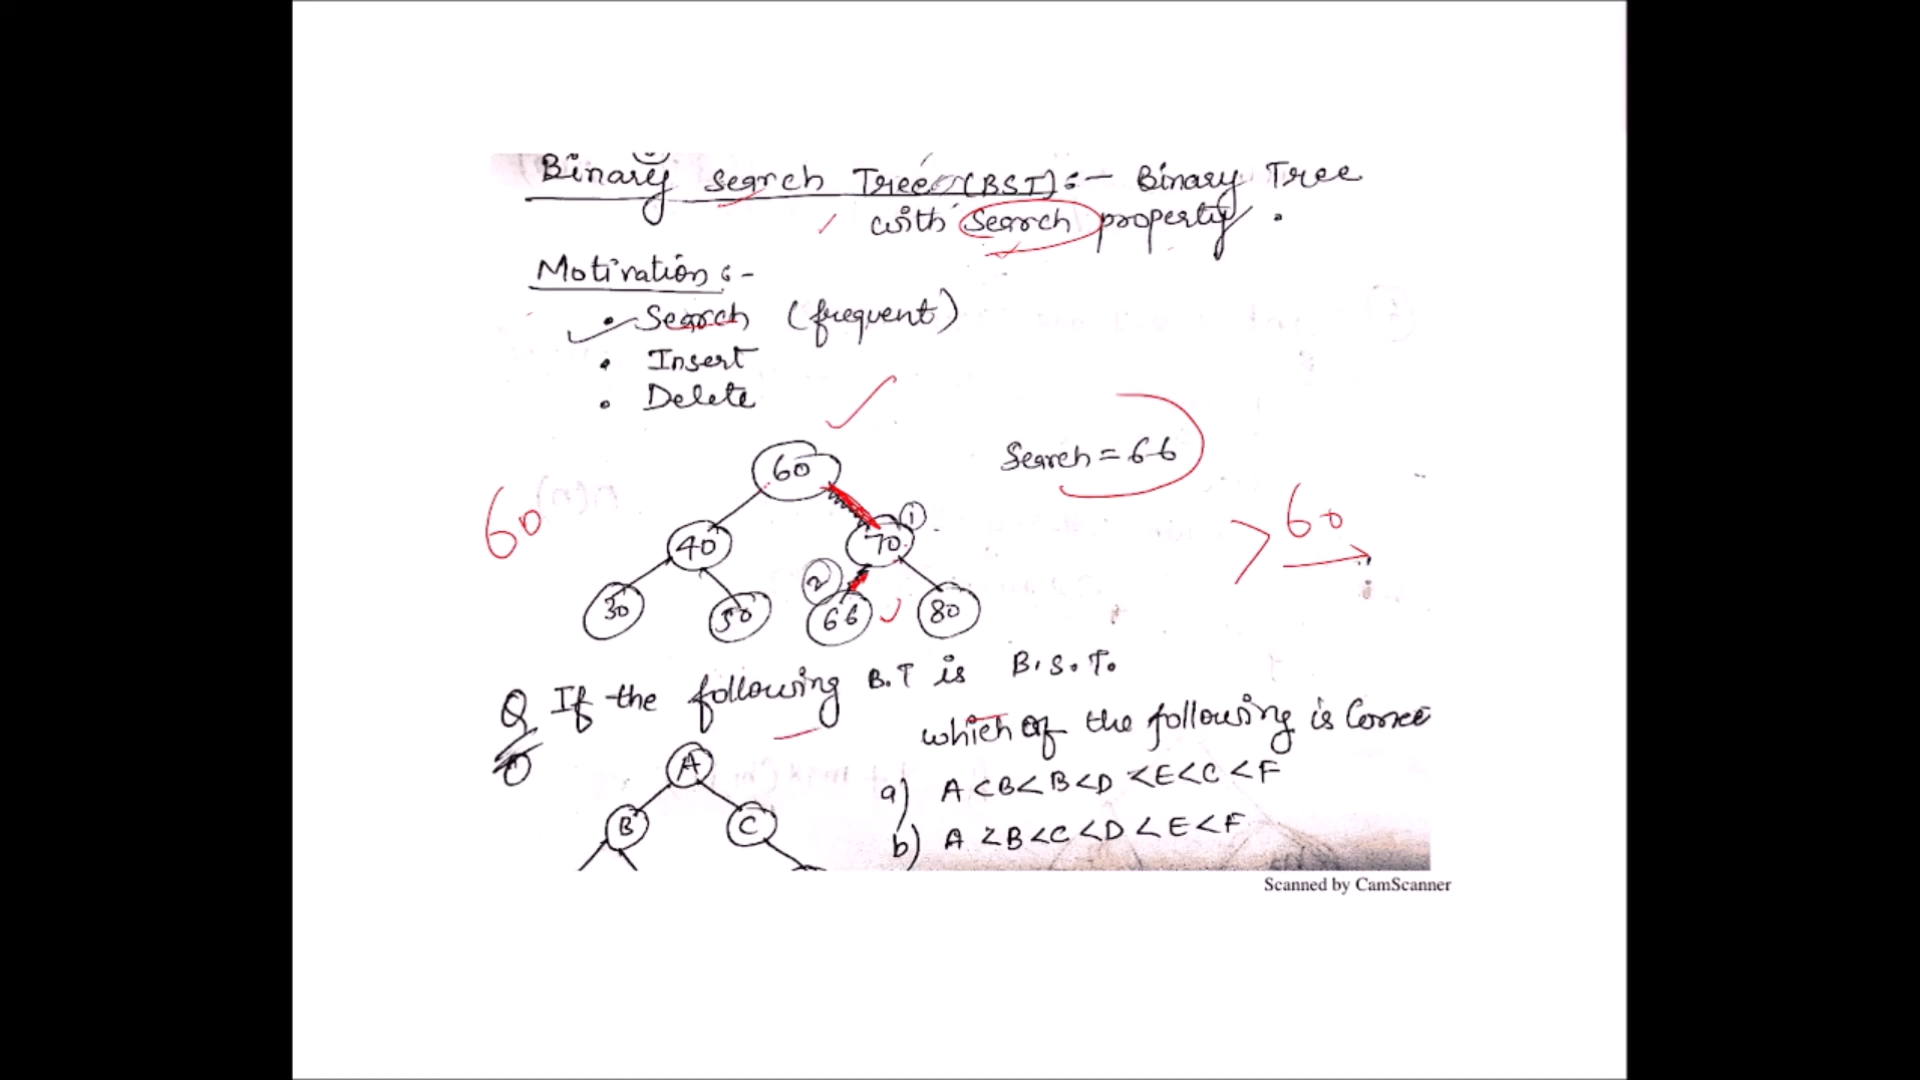 Binary Search Tree (BST):- Binary Tree
with Search property.
Motivation:-
• Search (frequent)
• Insert
• Delete
60
Search = 66
60
> 60
40
70
1
2
30
50
66
80
Q If the following B.T is B.S.T.
which of the following is Correc
A
a) A<B<B<D<E<C<F
B
C
b) A<B<C<D<E<F
Scanned by CamScanner